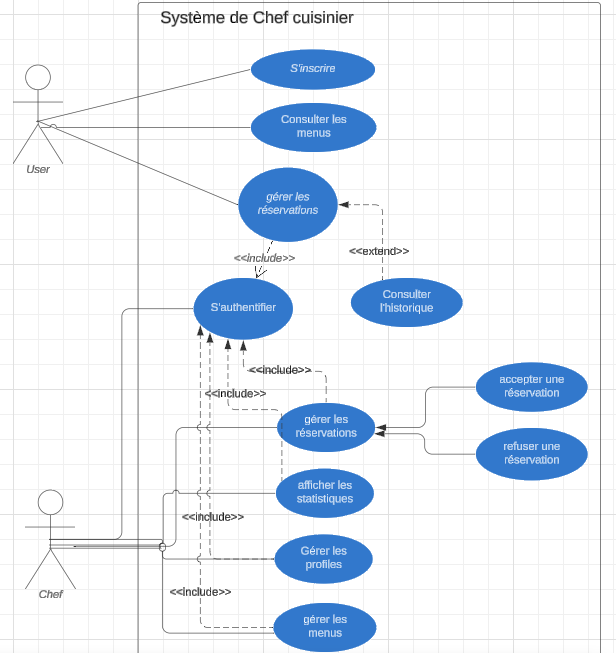 Système de Chef cuisinier
S'inscrire
Consulter les
menus
User
gérer les
réservations
<<include>>
<<extend>>
S'authentifier
Consulter
l'historique
<<include>>
<<include>>
accepter une
réservation
gérer les
réservations
refuser une
réservation
afficher les
statistiques
<<include>>
Gérer les
profiles
Chef
<<include>>
gérer les
menus